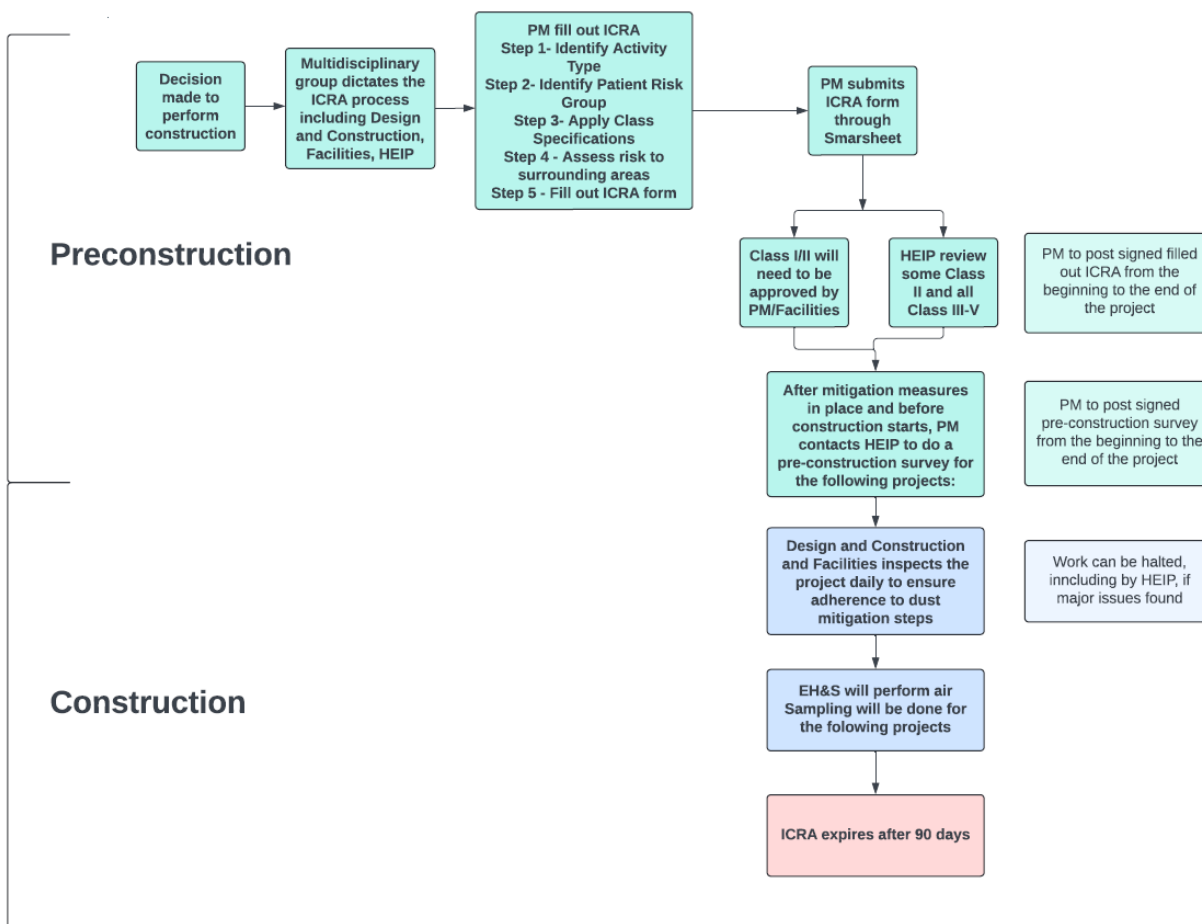 Decision
made to
perform
construction
Multidisciplinary
group dictates the
ICRA process
including Design
and Construction,
Facilities, HEIP
PM fill out ICRA
Step 1- Identify Activity
Type
Step 2- Identify Patient Risk
Group
Step 3- Apply Class
Specifications
Step 4 - Assess risk to
surrounding areas
Step 5 - Fill out ICRA form
PM submits
ICRA form
through
Smarsheet
Preconstruction
Class I/II will
need to be
approved by
PM/Facilities
HEIP review
some Class
II and all
Class III-V
PM to post signed filled
out ICRA from the
beginning to the end of
the project
After mitigation measures
in place and before
construction starts, PM
contacts HEIP to do a
pre-construction survey for
the following projects:
PM to post signed
pre-construction survey
from the beginning to the
end of the project
Design and Construction
and Facilities inspects the
project daily to ensure
adherence to dust
mitigation steps
Work can be halted,
inncluding by HEIP, if
major issues found
Construction
EH&S will perform air
Sampling will be done for
the folowing projects
ICRA expires after 90 days